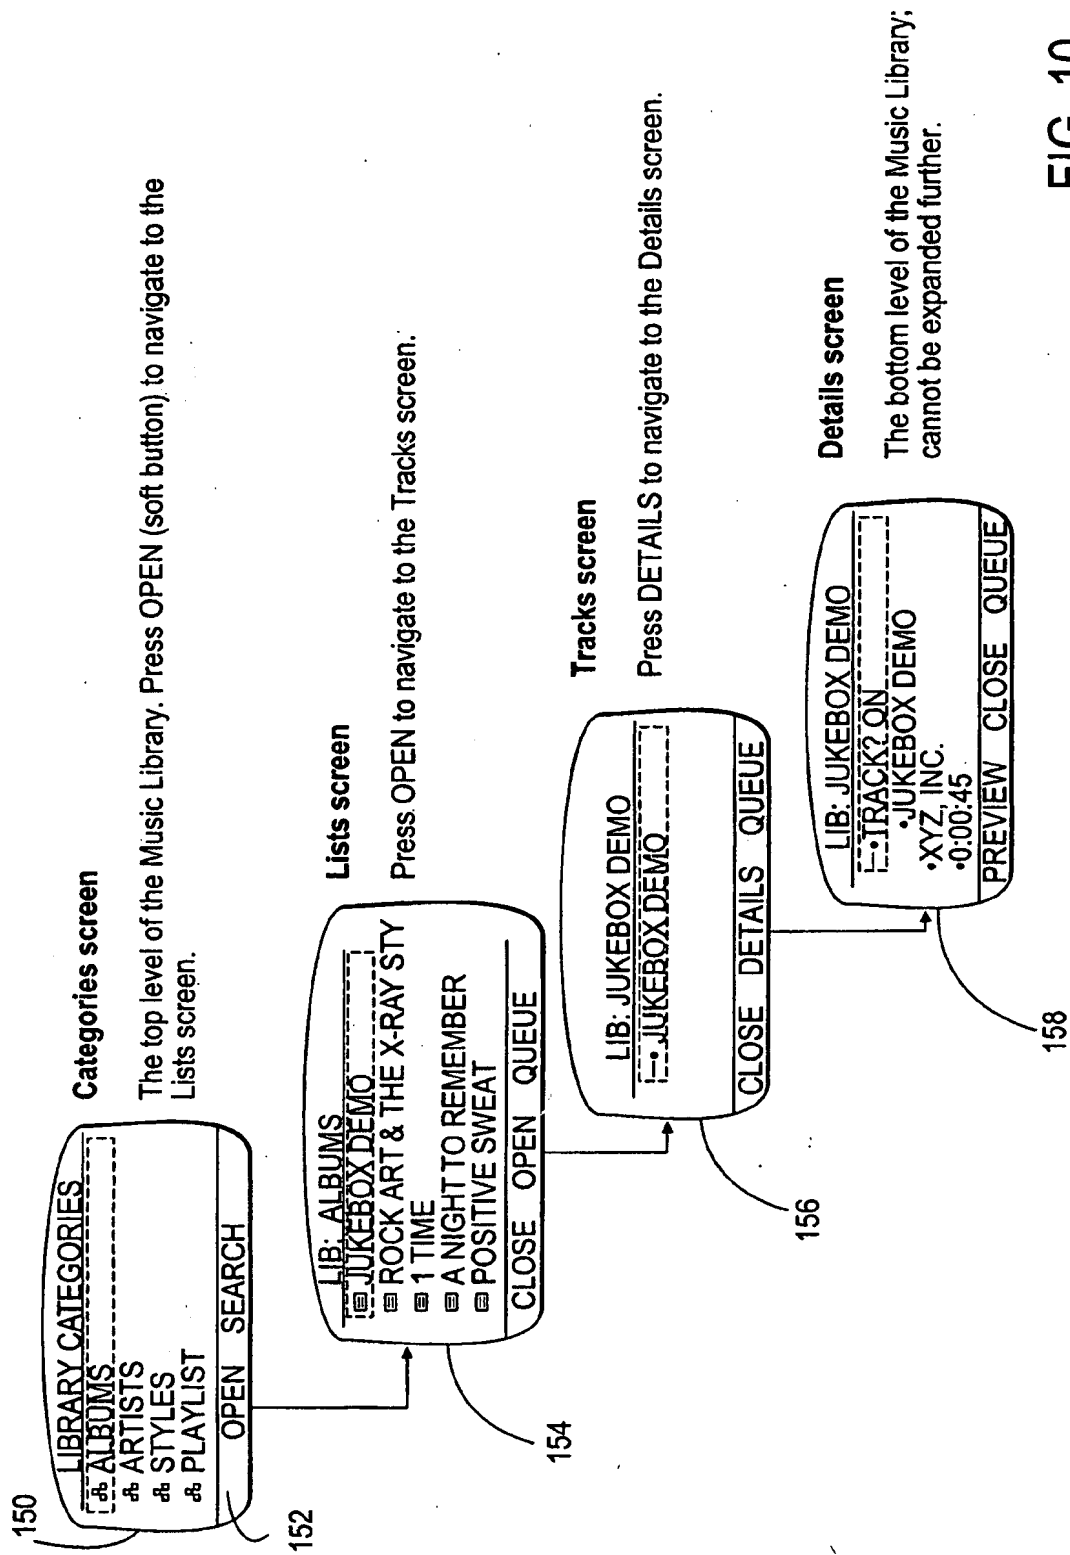 150
LIBRARY CATEGORIES
ALBUMS
ARTISTS
STYLES
PLAYLIST
OPEN SEARCH
152
Categories screen
The top level of the Music Library. Press OPEN (soft button) to navigate to the
Lists screen.
LIB: ALBUMS
JUKEBOX DEMO
ROCK ART & THE X-RAY STY
1 TIME
A NIGHT TO REMEMBER
POSITIVE SWEAT
CLOSE OPEN QUEUE
154
Lists screen
Press OPEN to navigate to the Tracks screen.
LIB: JUKEBOX DEMO
• JUKEBOX DEMO
CLOSE DETAILS QUEUE
156
Tracks screen
Press DETAILS to navigate to the Details screen.
LIB: JUKEBOX DEMO
•TRACK? ON
•JUKEBOX DEMO
•XYZ, INC.
•0:00:45
PREVIEW CLOSE QUEUE
158
Details screen
The bottom level of the Music Library;
cannot be expanded further.
FIG. 10